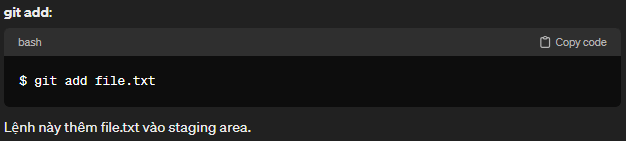 git add:
bash
Copy code
$ git add file.txt
Lệnh này thêm file.txt vào staging area.